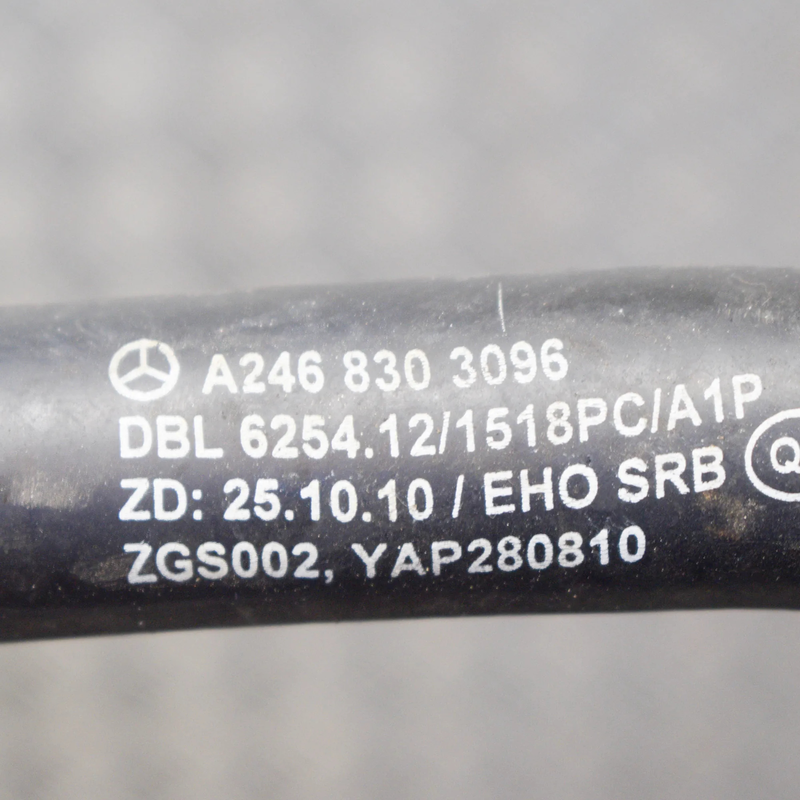 A246 830 3096
DBL 6254.12/1518PC/A1P
ZD: 25.10.10 / EHO SRB Q
ZGS002, YAP280810